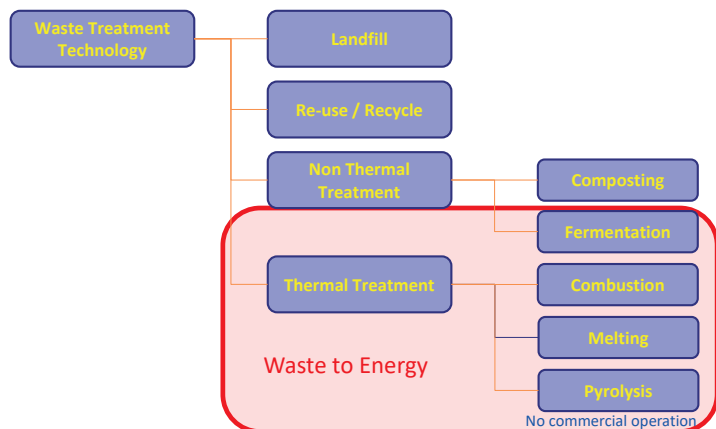 Waste Treatment
Technology
Landfill
Re-use / Recycle
Non Thermal
Treatment
Composting
Fermentation
Thermal Treatment
Combustion
Melting
Waste to Energy
Pyrolysis
No commercial operation